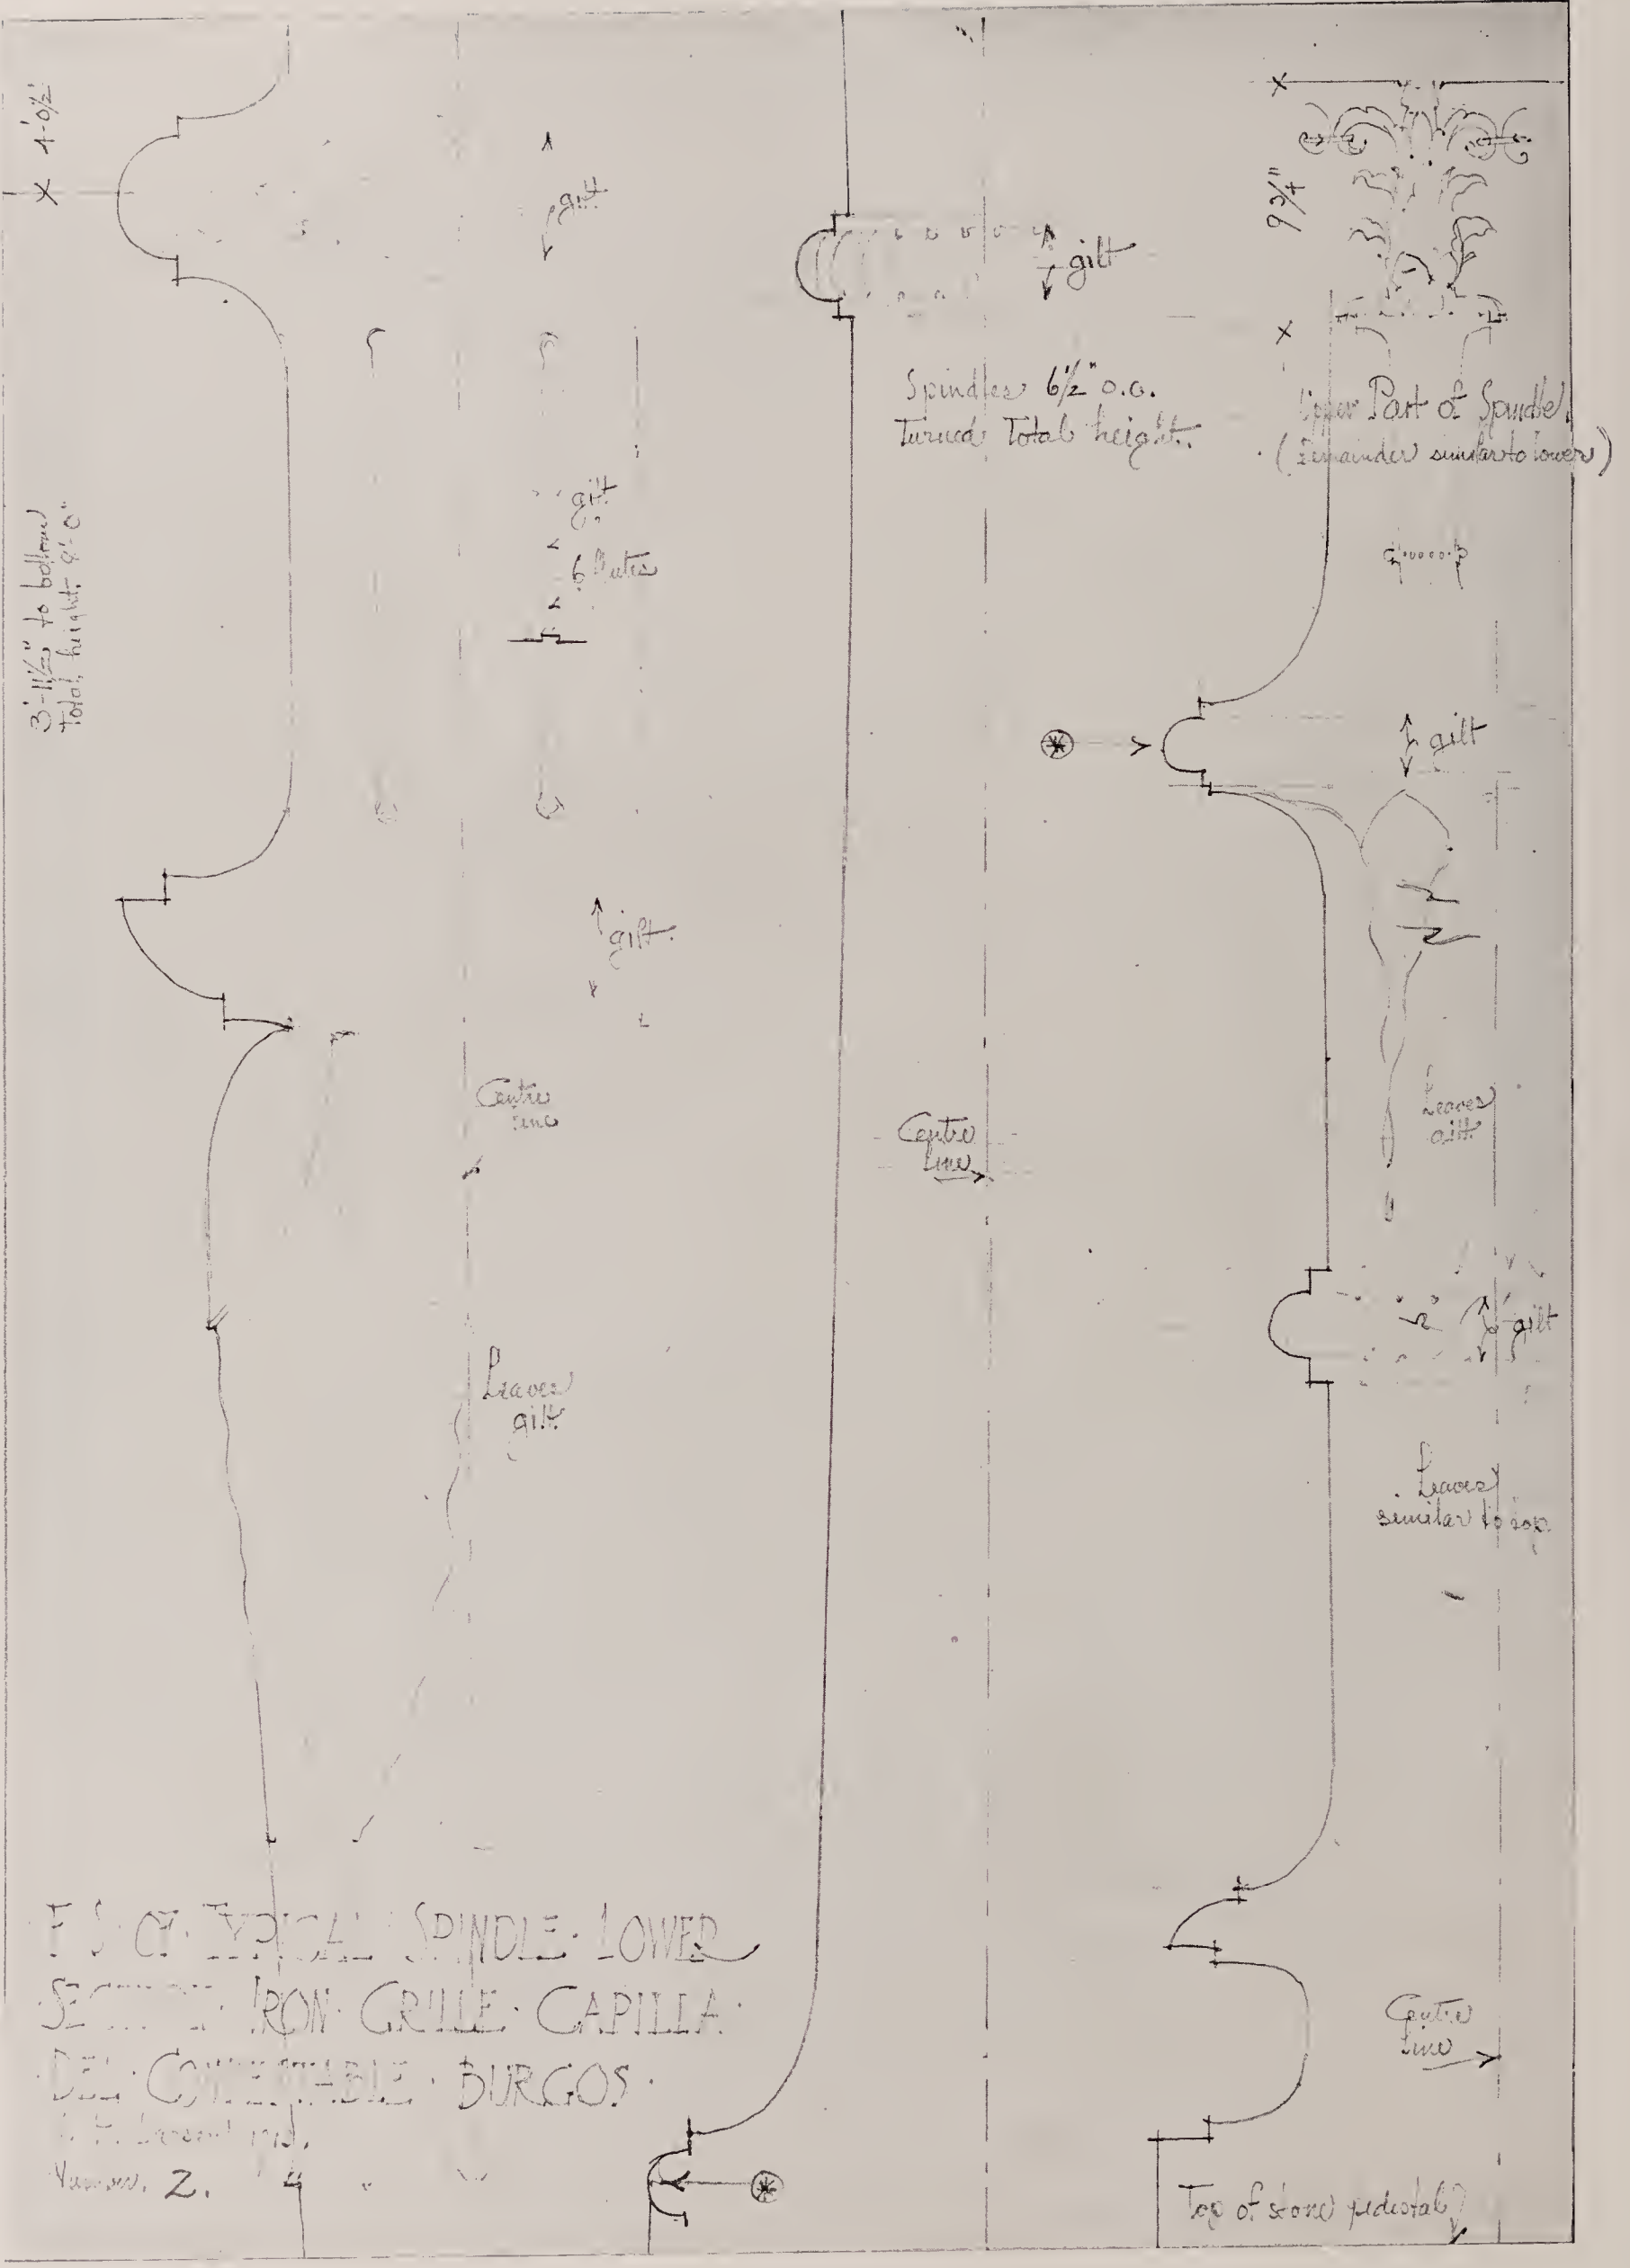 4'-0½"
3'-11½" to bottom
Total height. 9'-0"
gilt
gilt
6 flutes
gilt.
Centre
line
Leaves
gilt.
gilt
Spindles 6½" o.c.
Turned Total height.
Centre
line
9¾"
Upper Part of Spindle.
(Remainder similar to lower)
gilt
Leaves
gilt.
gilt
Leaves
similar to top.
Centre
Line
Top of stone pedestal
F S OF TYPICAL SPINDLE· LOWER
IRON· GRILLE· CAPILLA·
DEL· CONDESTABLE· BURGOS·
2.